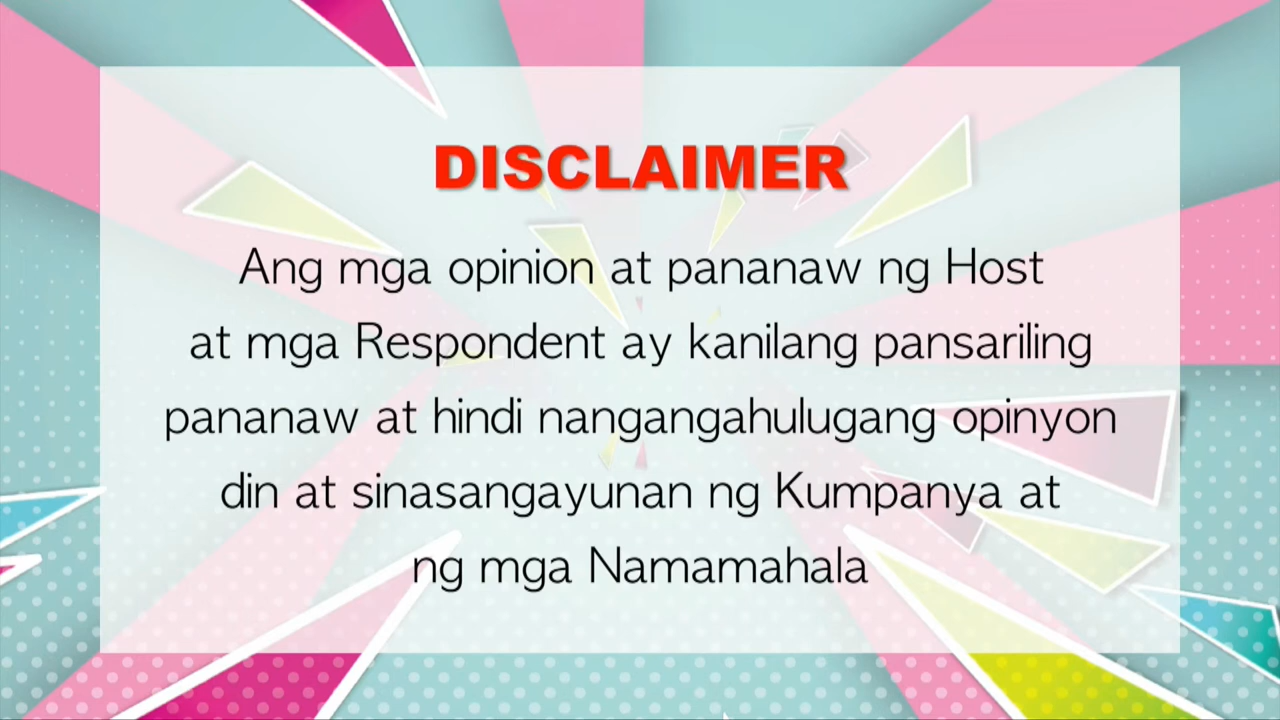 DISCLAIMER
Ang mga opinion at pananaw ng Host
at mga Respondent ay kanilang pansariling
pananaw at hindi nangangahulugang opinyon
din at sinasangayunan ng Kumpanya at
ng mga Namamahala